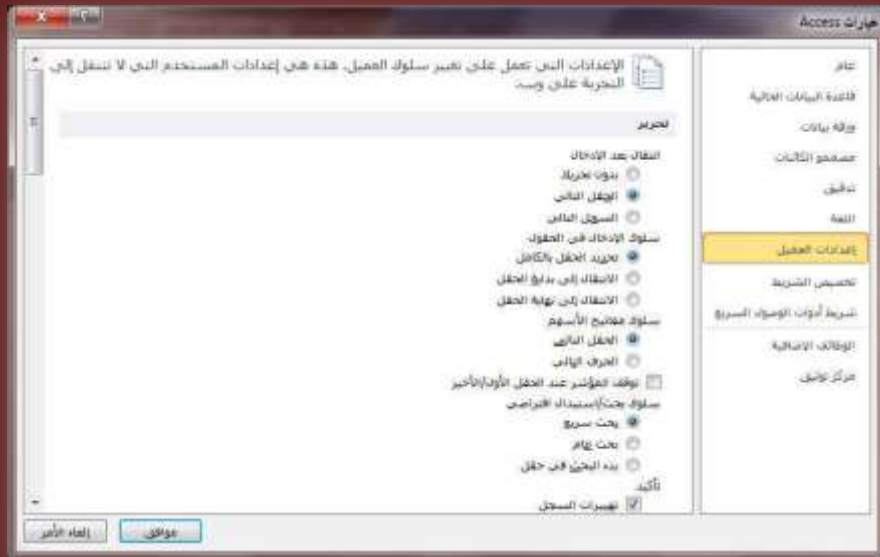 خيارات Access
عام
قاعدة البيانات الحالية
ورقة بيانات
مصممو الكائنات
تدقيق
اللغة
إعدادات العميل
تخصيص الشريط
شريط أدوات الوصول السريع
الوظائف الإضافية
مركز توثيق
الإعدادات التي تعمل على تغيير سلوك العميل. هذه هي إعدادات المستخدم التي لا تنتقل إلى
التجربة على ويب.
تحرير
انتقال بعد الإدخال
بدون تحريك
الحقل التالي
السجل التالي
سلوك الإدخال في الحقول
تحديد الحقل بالكامل
الانتقال إلى بداية الحقل
الانتقال إلى نهاية الحقل
سلوك مفاتيح الأسهم
الحقل التالي
الحرف التالي
توقف المؤشر عند الحقل الأول/الأخير
سلوك بحث/استبدال افتراضي
بحث سريع
بحث عام
بدء البحث في حقل
تأكيد
تغييرات السجل
موافق
إلغاء الأمر